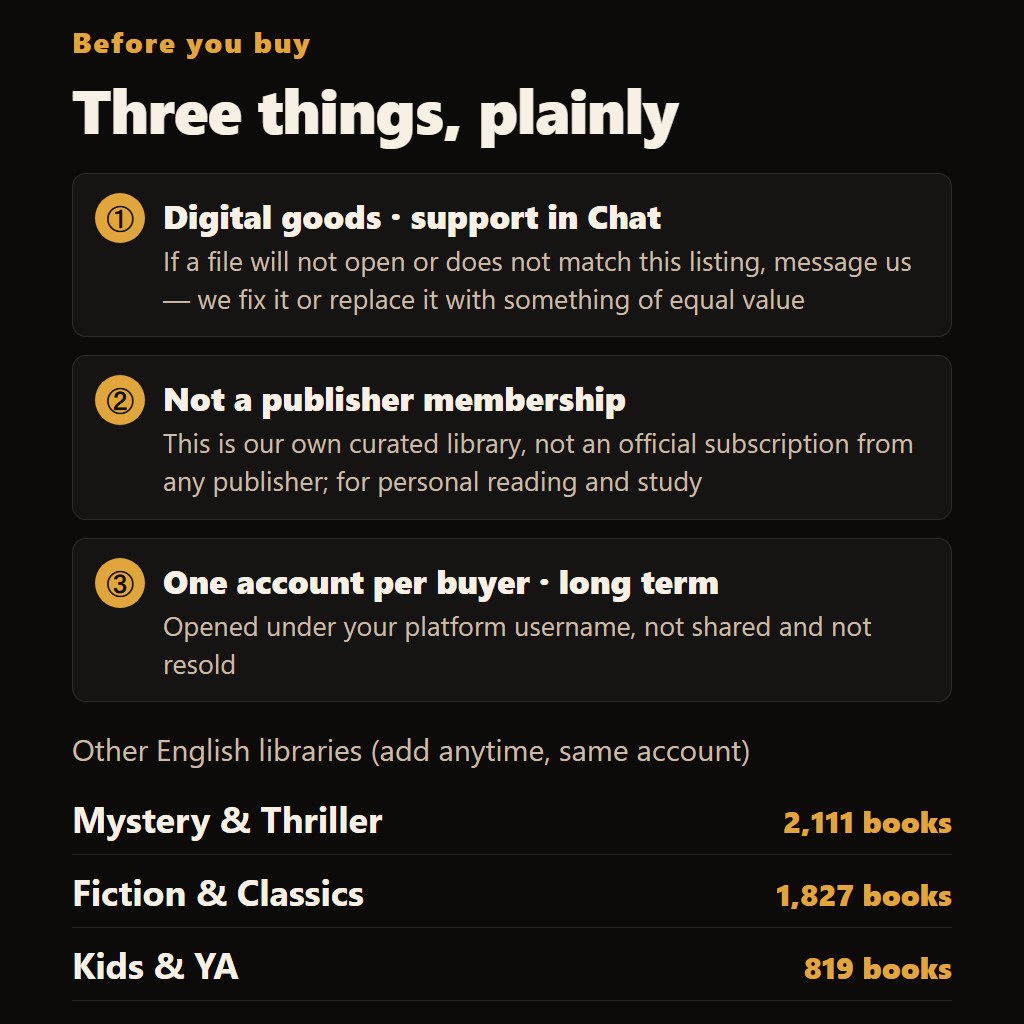 Before you buy
Three things, plainly
① Digital goods · support in Chat
If a file will not open or does not match this listing, message us
— we fix it or replace it with something of equal value
② Not a publisher membership
This is our own curated library, not an official subscription from
any publisher; for personal reading and study
③ One account per buyer · long term
Opened under your platform username, not shared and not
resold
Other English libraries (add anytime, same account)
Mystery & Thriller 2,111 books
Fiction & Classics 1,827 books
Kids & YA 819 books